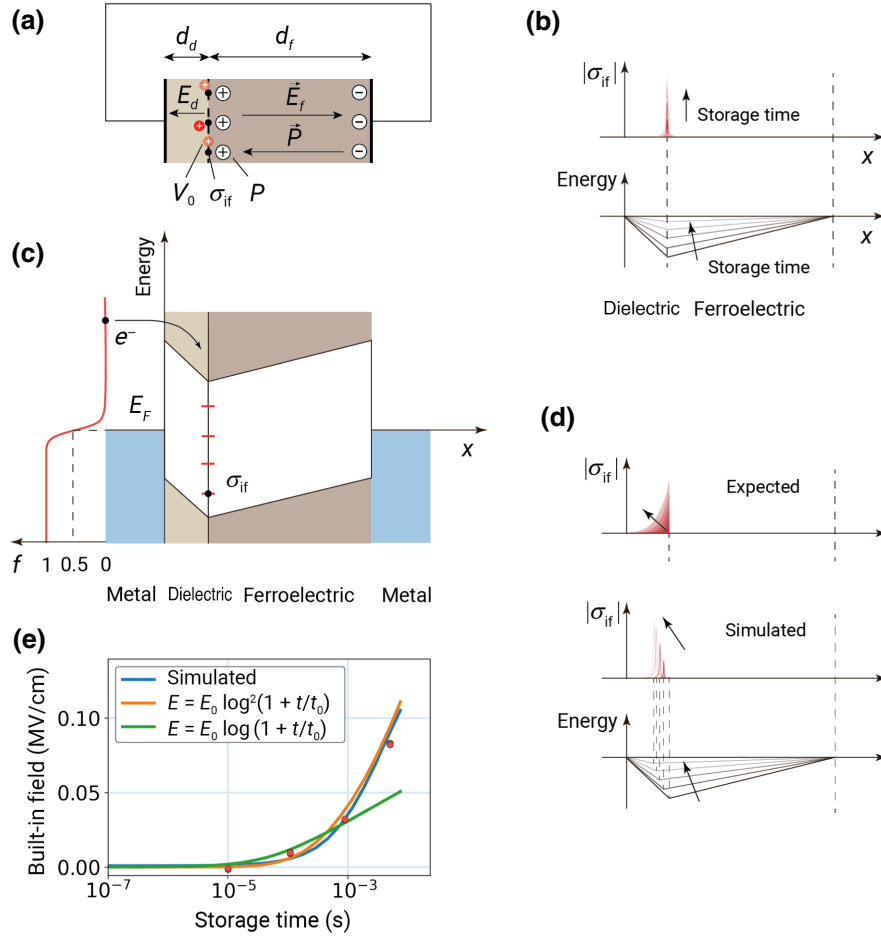 (a)
d_d
d_f
E_d
E_f
P
V_0
σ_if
P
(b)
|σ_if|
Storage time
x
Energy
x
Storage time
Dielectric
Ferroelectric
(c)
Energy
e⁻
E_F
x
σ_if
f
1
0.5
0
Metal
Dielectric
Ferroelectric
Metal
(d)
|σ_if|
Expected
|σ_if|
Simulated
Energy
(e)
Simulated
E = E_0 log²(1 + t/t_0)
E = E_0 log (1 + t/t_0)
Built-in field (MV/cm)
0.10
0.05
0.00
10⁻⁷
10⁻⁵
10⁻³
Storage time (s)